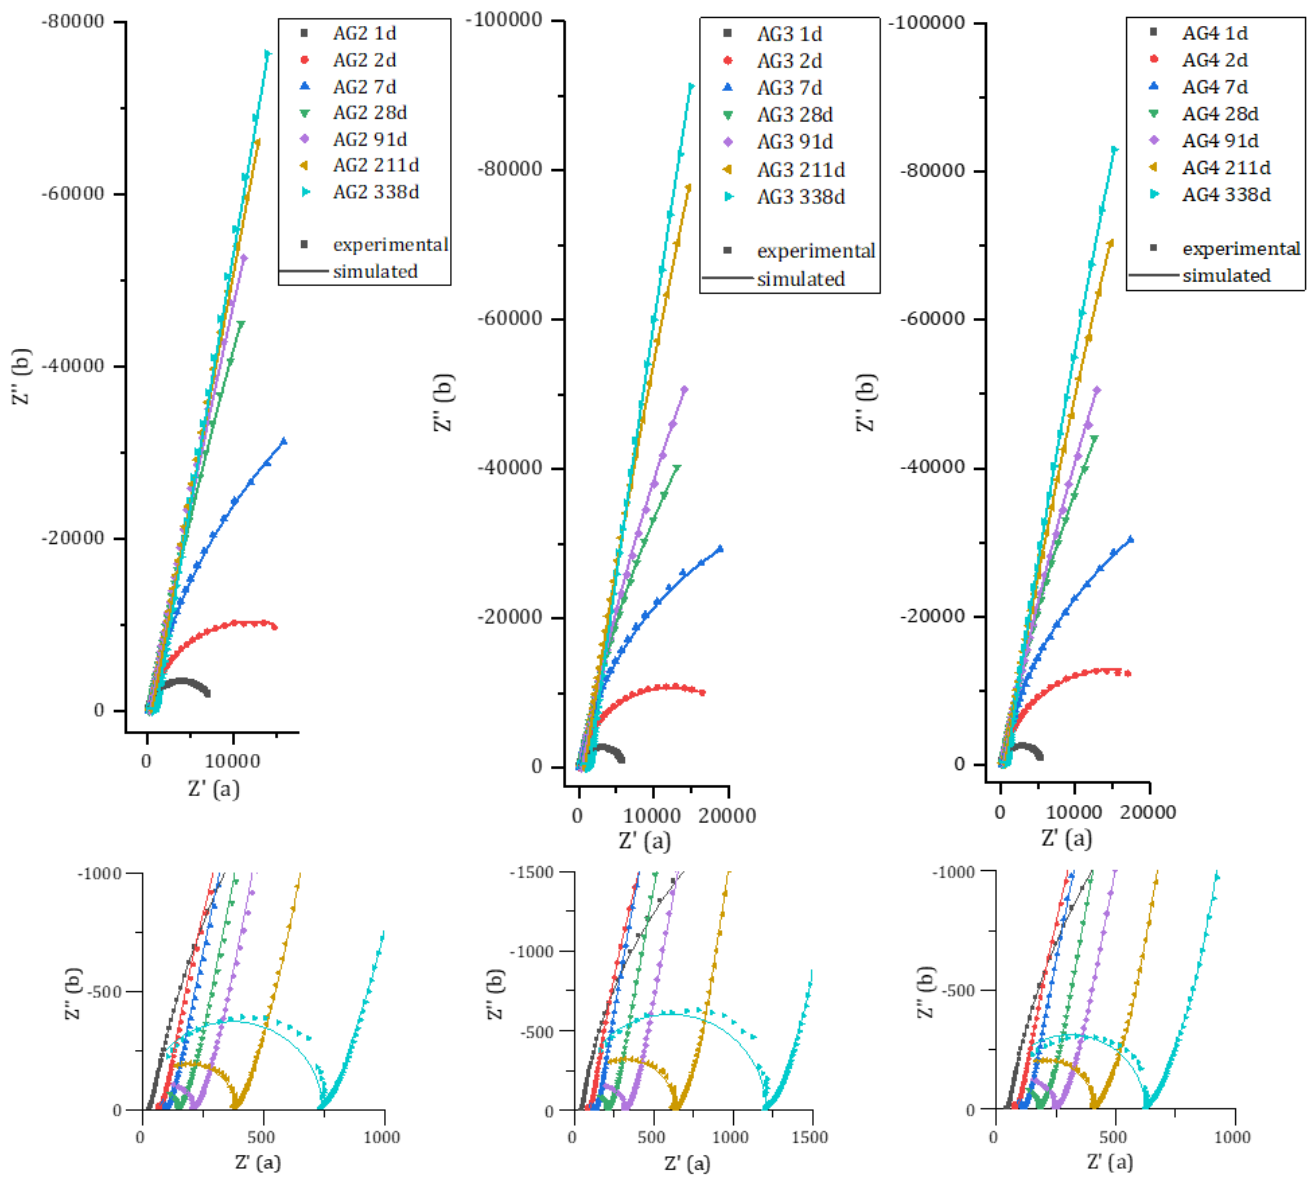 -80000
-60000
-40000
-20000
0
0
10000
Z'' (b)
Z' (a)
AG2 1d
AG2 2d
AG2 7d
AG2 28d
AG2 91d
AG2 211d
AG2 338d
experimental
simulated
-100000
-80000
-60000
-40000
-20000
0
0
10000
20000
Z'' (b)
Z' (a)
AG3 1d
AG3 2d
AG3 7d
AG3 28d
AG3 91d
AG3 211d
AG3 338d
experimental
simulated
-100000
-80000
-60000
-40000
-20000
0
0
10000
20000
Z'' (b)
Z' (a)
AG4 1d
AG4 2d
AG4 7d
AG4 28d
AG4 91d
AG4 211d
AG4 338d
experimental
simulated
-1000
-500
0
0
500
1000
Z'' (b)
Z' (a)
-1500
-1000
-500
0
0
500
1000
1500
Z'' (b)
Z' (a)
-1000
-500
0
0
500
1000
Z'' (b)
Z' (a)